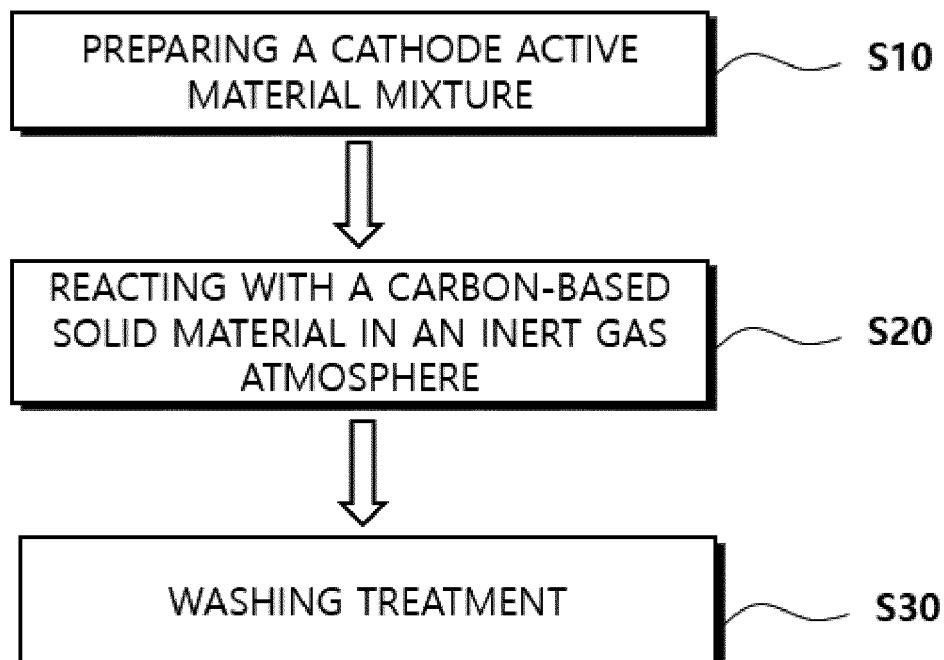 PREPARING A CATHODE ACTIVE
MATERIAL MIXTURE
S10
REACTING WITH A CARBON-BASED
SOLID MATERIAL IN AN INERT GAS
ATMOSPHERE
S20
WASHING TREATMENT
S30